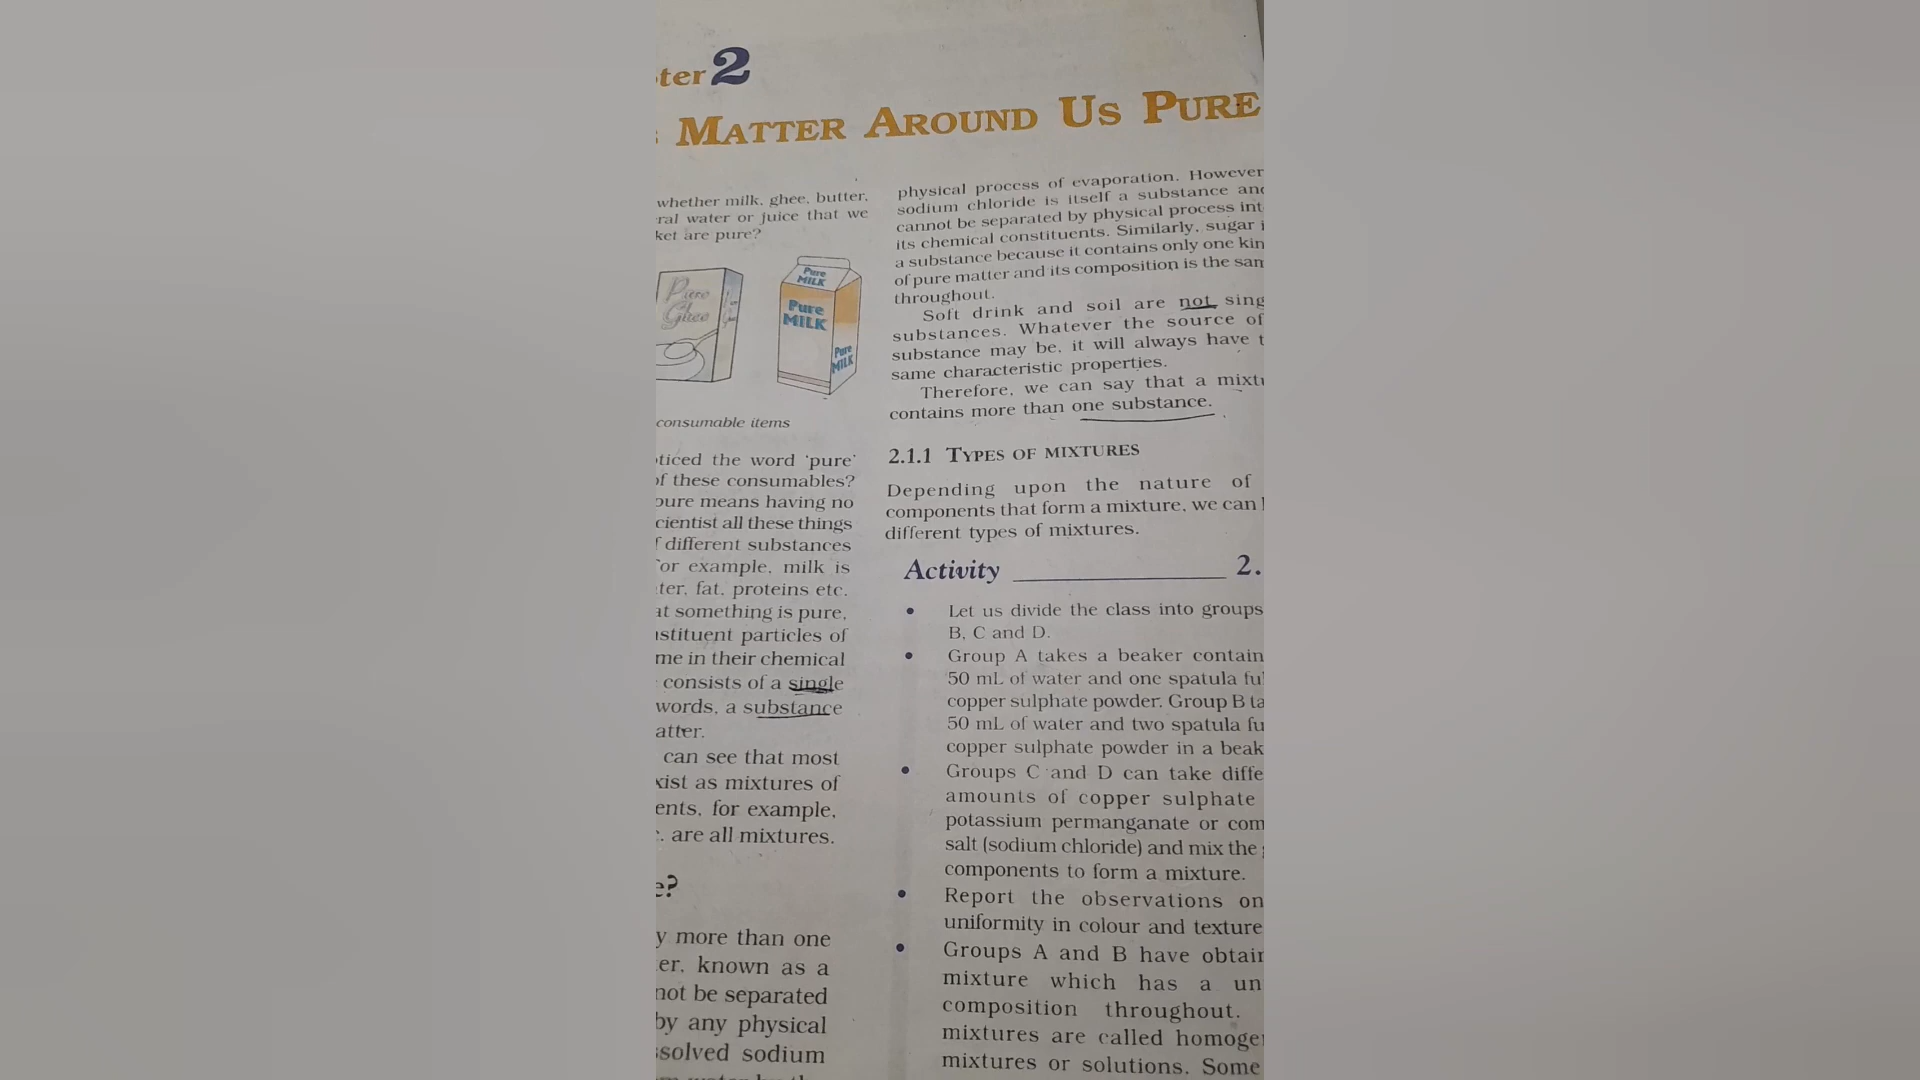 ter 2
MATTER AROUND US PURE
whether milk, ghee, butter,
ral water or juice that we
ket are pure?
Pure
Ghee
Pure
MILK
Pure
MILK
Pure
MILK
consumable items
ticed the word 'pure'
of these consumables?
pure means having no
cientist all these things
f different substances
For example, milk is
ter, fat, proteins etc.
at something is pure,
nstituent particles of
me in their chemical
consists of a single
words, a substance
atter.
can see that most
xist as mixtures of
ents, for example,
. are all mixtures.
e?
y more than one
er, known as a
not be separated
by any physical
ssolved sodium
physical process of evaporation. However
sodium chloride is itself a substance and
cannot be separated by physical process int
its chemical constituents. Similarly, sugar i
a substance because it contains only one kin
of pure matter and its composition is the sam
throughout.
Soft drink and soil are not sing
substances. Whatever the source of
substance may be, it will always have t
same characteristic properties.
Therefore, we can say that a mixtu
contains more than one substance.
2.1.1 TYPES OF MIXTURES
Depending upon the nature of
components that form a mixture, we can
different types of mixtures.
Activity 2.
• Let us divide the class into groups
B, C and D.
• Group A takes a beaker contain
50 mL of water and one spatula ful
copper sulphate powder. Group B ta
50 mL of water and two spatula fu
copper sulphate powder in a beak
• Groups C and D can take diffe
amounts of copper sulphate
potassium permanganate or com
salt (sodium chloride) and mix the
components to form a mixture.
• Report the observations on
uniformity in colour and texture
• Groups A and B have obtain
mixture which has a un
composition throughout.
mixtures are called homoge
mixtures or solutions. Some